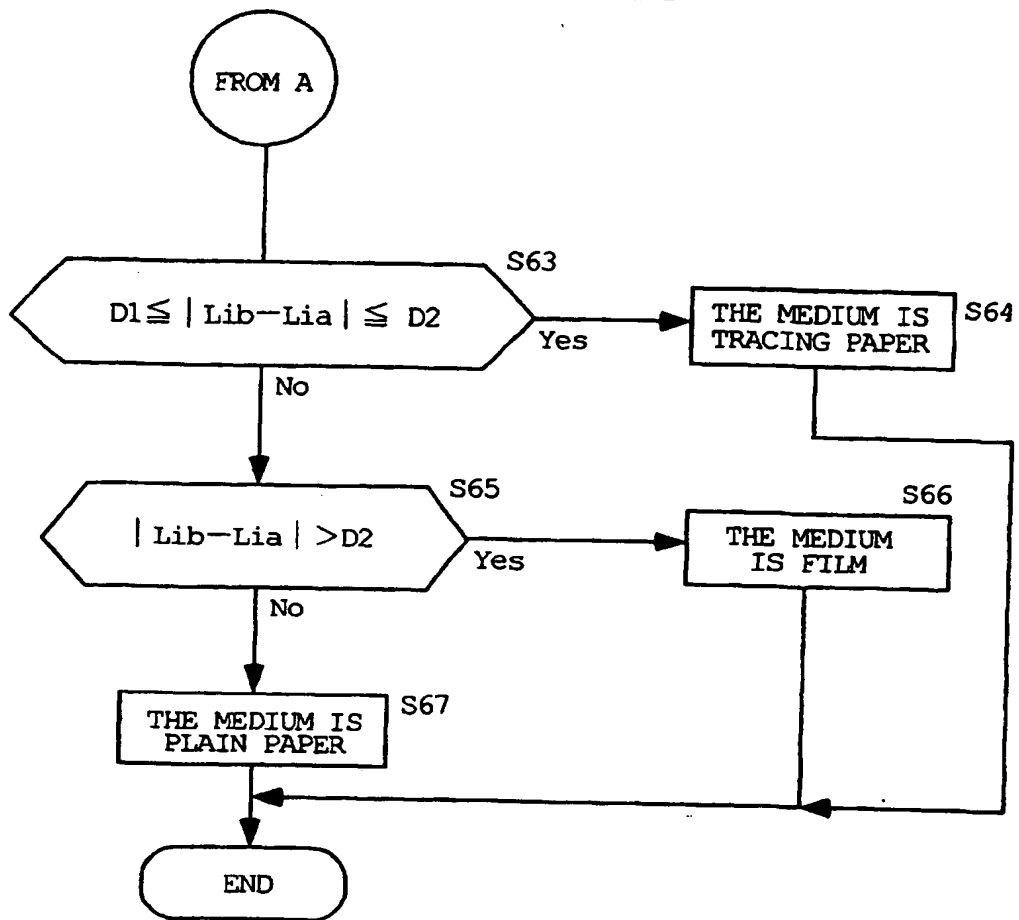 FROM A
S63
D1≦|Lib−Lia|≦ D2
Yes
THE MEDIUM IS
TRACING PAPER
S64
No
S65
|Lib−Lia|>D2
Yes
S66
THE MEDIUM
IS FILM
No
THE MEDIUM IS
PLAIN PAPER
S67
END